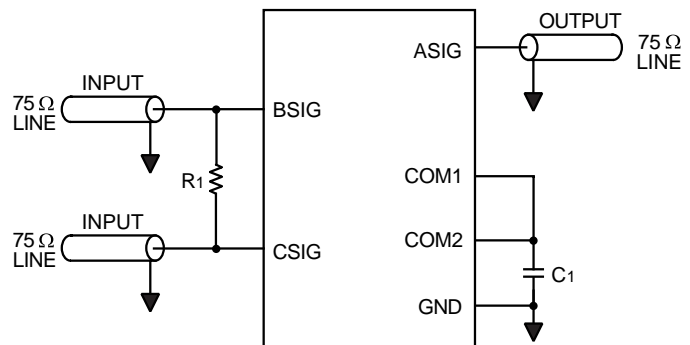 OUTPUT
ASIG
75 Ω
LINE
INPUT
75 Ω
LINE
BSIG
R1
COM1
INPUT
75 Ω
LINE
CSIG
COM2
C1
GND